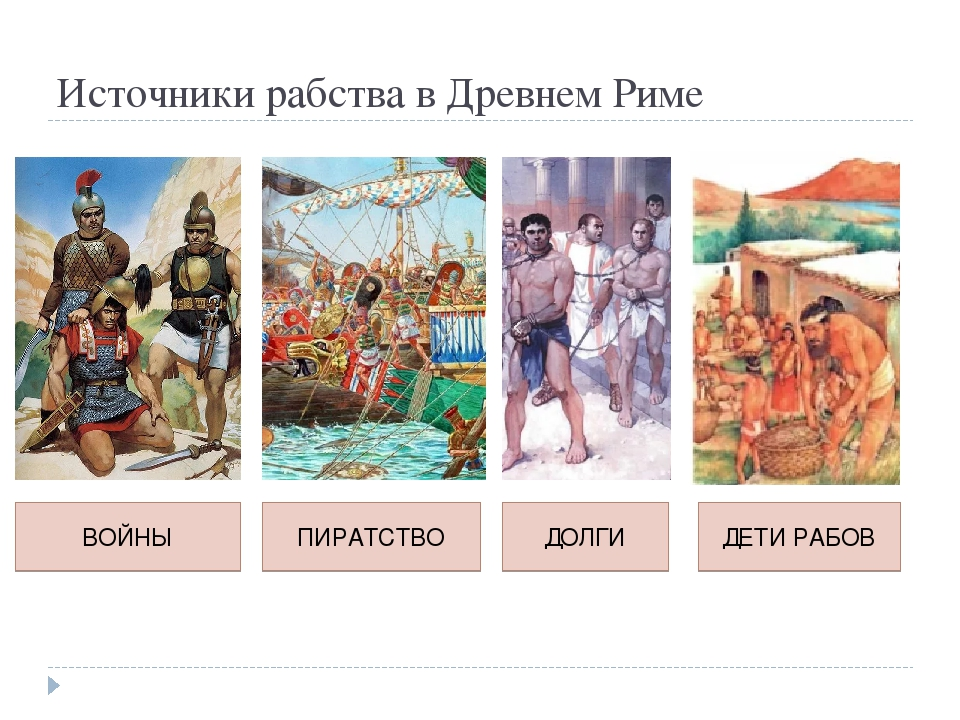 Источники рабства в Древнем Риме
ВОЙНЫ
ПИРАТСТВО
ДОЛГИ
ДЕТИ РАБОВ